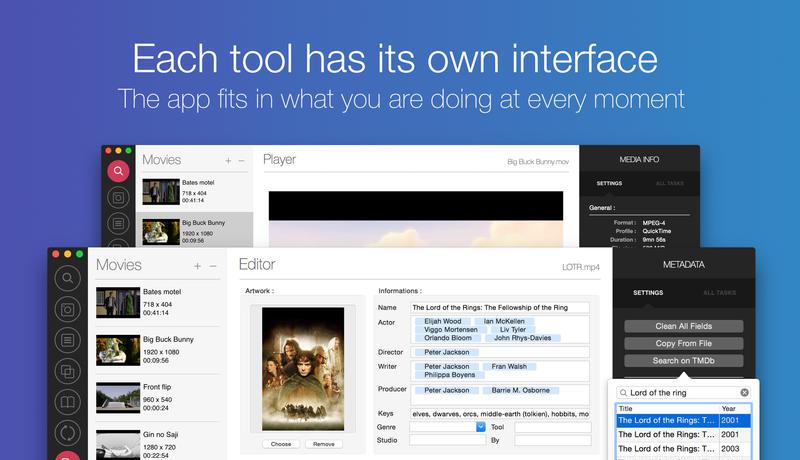 Each tool has its own interface
The app fits in what you are doing at every moment
Movies + −
Bates motel
718 x 404
00:41:14
Big Buck Bunny
1920 x 1080
00:09:56
Player
Big Buck Bunny.mov
MEDIA INFO
SETTINGS
ALL TASKS
General :
Format : MPEG-4
Profile : QuickTime
Duration : 9mn 56s
Movies + −
Bates motel
718 x 404
00:41:14
Big Buck Bunny
1920 x 1080
00:09:56
Front flip
960 x 540
00:00:24
Gin no Saji
1280 x 720
00:22:54
Editor
LOTR.mp4
Artwork :
Choose
Remove
Informations :
Name The Lord of the Rings: The Fellowship of the Ring
Actor Elijah Wood Ian McKellen
Viggo Mortensen Liv Tyler
Orlando Bloom John Rhys-Davies
Director Peter Jackson
Writer Peter Jackson Fran Walsh
Philippa Boyens
Producer Peter Jackson Barrie M. Osborne
Keys elves, dwarves, orcs, middle-earth (tolkien), hobbits, mo
Genre Tool
Studio By
METADATA
SETTINGS
ALL TASKS
Clean All Fields
Copy From File
Search on TMDb
Lord of the ring
Title Year
The Lord of the Rings: T... 2001
The Lord of the Rings: T... 2001
The Lord of the Rings: T... 2003